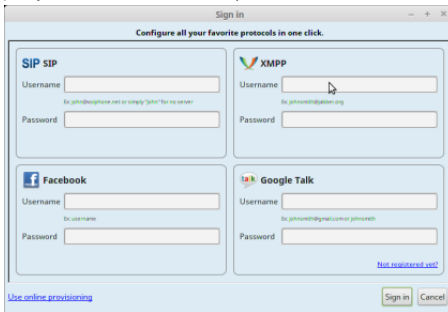 Sign in
Configure all your favorite protocols in one click.
SIP SIP
Username
Ex: john@voiphone.net or simply "john" for no server
Password
XMPP
Username
Ex: johnsmith@jabber.org
Password
Facebook
Username
Ex: username
Password
talk Google Talk
Username
Ex: johnsmith@gmail.com or johnsmith
Password
Not registered yet?
Use online provisioning
Sign in Cancel